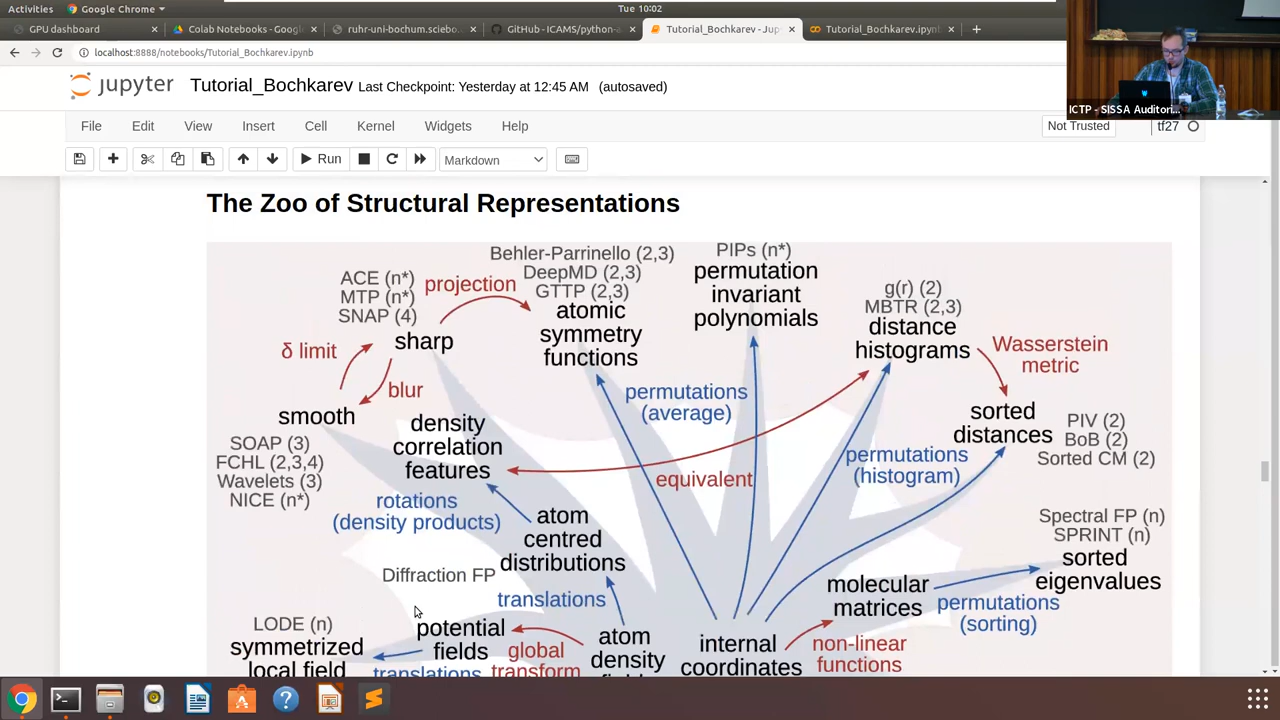 Activities
Google Chrome
Tue 10:02
GPU dashboard
Colab Notebooks - Google
ruhr-uni-bochum.sciebo.
GitHub - ICAMS/python-a
Tutorial_Bochkarev - Jup
Tutorial_Bochkarev.ipynb
localhost:8888/notebooks/Tutorial_Bochkarev.ipynb
ICTP - SISSA Auditori...
jupyter Tutorial_Bochkarev Last Checkpoint: Yesterday at 12:45 AM (autosaved)
File Edit View Insert Cell Kernel Widgets Help
Not Trusted
tf27
Run
Markdown
The Zoo of Structural Representations
ACE (n*)
MTP (n*)
SNAP (4)
sharp
projection
Behler-Parrinello (2,3)
DeepMD (2,3)
GTTP (2,3)
atomic
symmetry
functions
PIPs (n*)
permutation
invariant
polynomials
g(r) (2)
MBTR (2,3)
distance
histograms
Wasserstein
metric
δ limit
blur
smooth
SOAP (3)
FCHL (2,3,4)
Wavelets (3)
NICE (n*)
density
correlation
features
permutations
(average)
equivalent
permutations
(histogram)
sorted
distances
PIV (2)
BoB (2)
Sorted CM (2)
rotations
(density products)
atom
centred
distributions
Spectral FP (n)
SPRINT (n)
sorted
eigenvalues
Diffraction FP
translations
molecular
matrices
permutations
(sorting)
LODE (n)
symmetrized
local field
potential
fields
translations
global
transform
atom
density
internal
coordinates
non-linear
functions